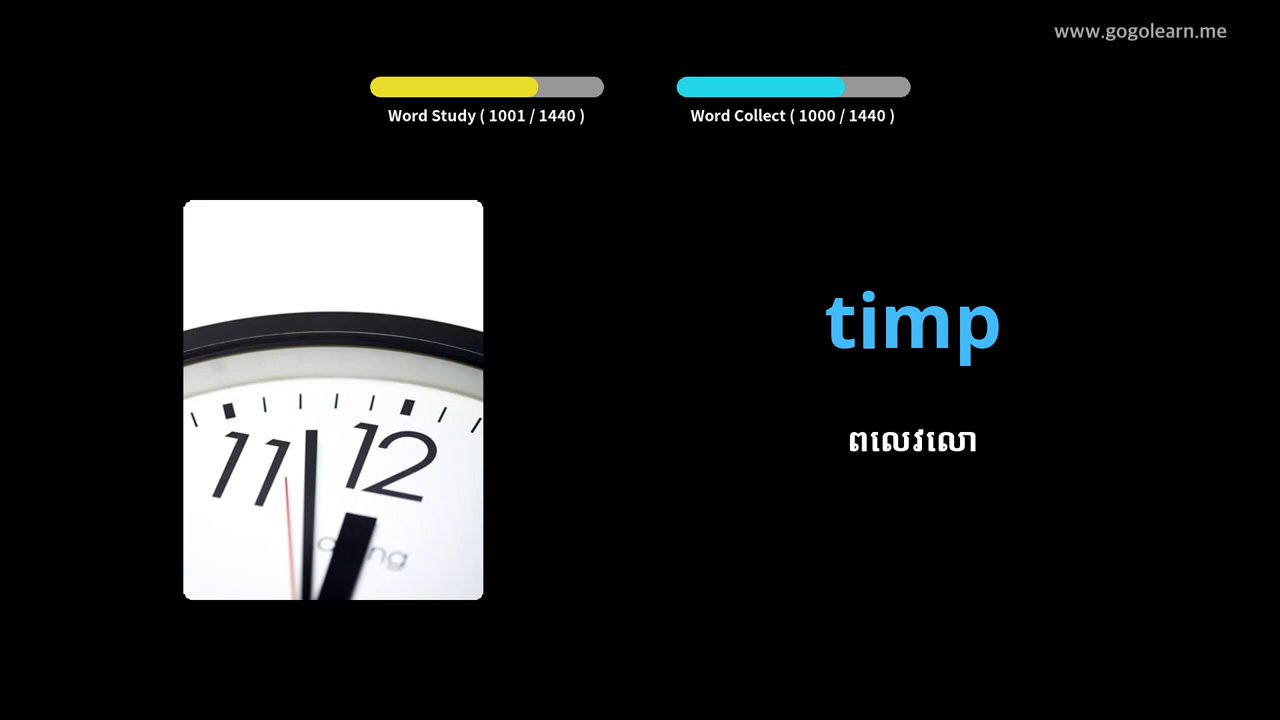 www.gogolearn.me
Word Study ( 1001 / 1440 )
Word Collect ( 1000 / 1440 )
timp
ពលេវលោ
11
12